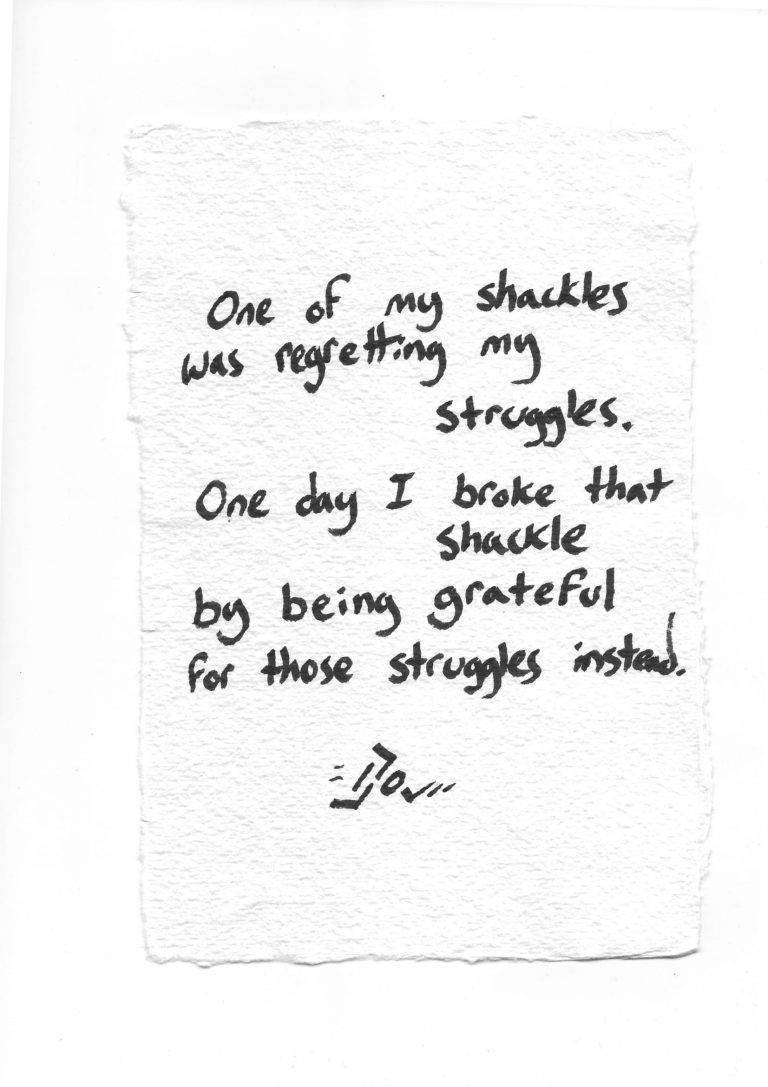 One of my shackles
was regretting my
struggles.
One day I broke that
shackle
by being grateful
for those struggles instead.